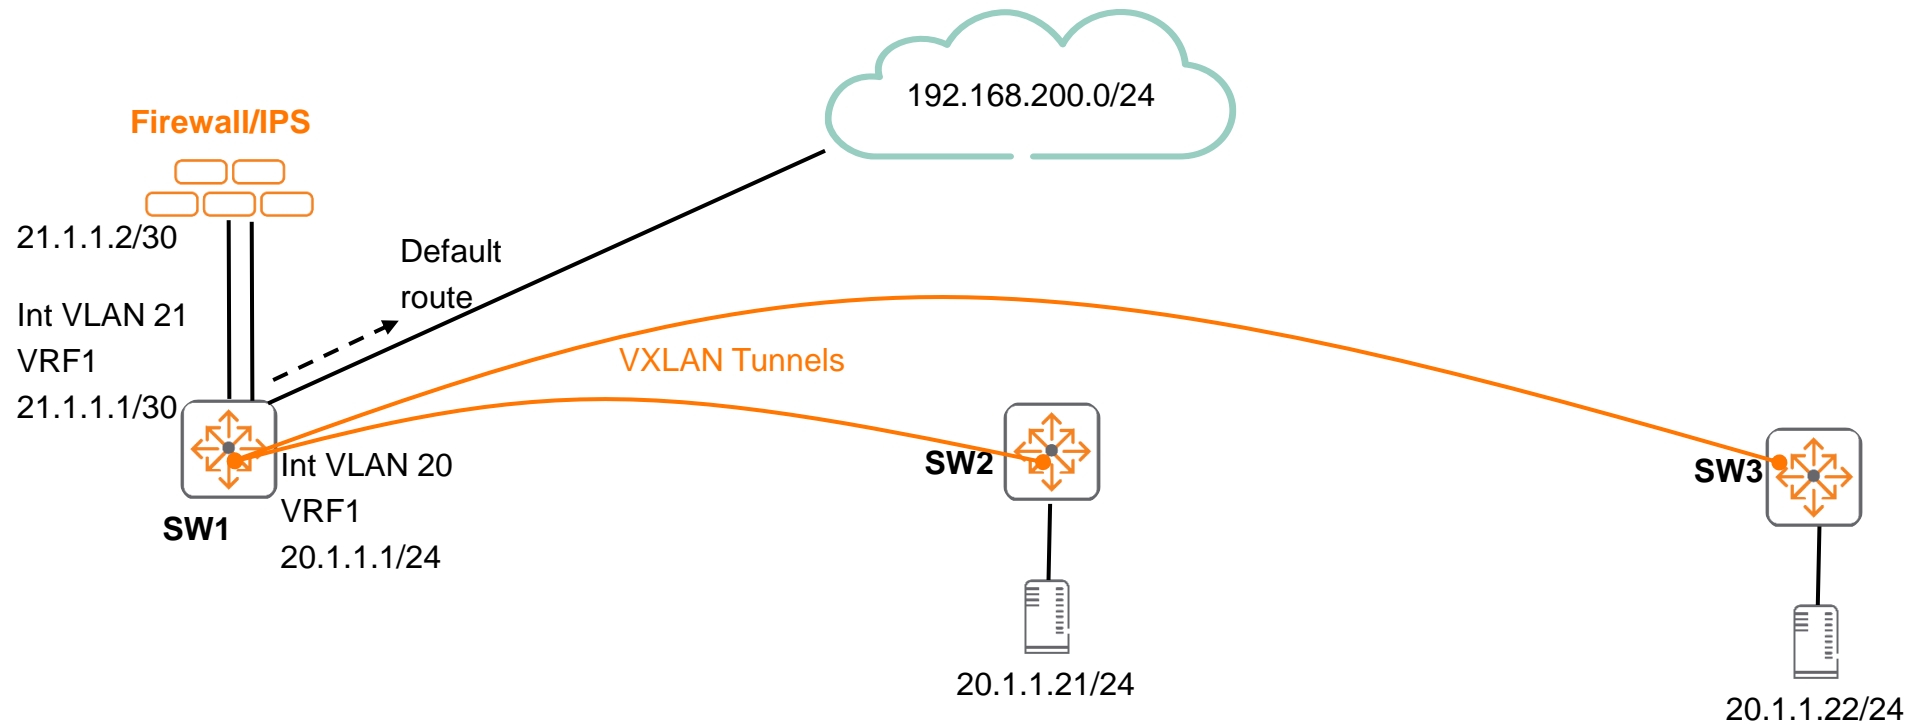 192.168.200.0/24
Firewall/IPS
21.1.1.2/30
Default
route
Int VLAN 21
VRF1
21.1.1.1/30
VXLAN Tunnels
Int VLAN 20
VRF1
20.1.1.1/24
SW1
SW2
SW3
20.1.1.21/24
20.1.1.22/24